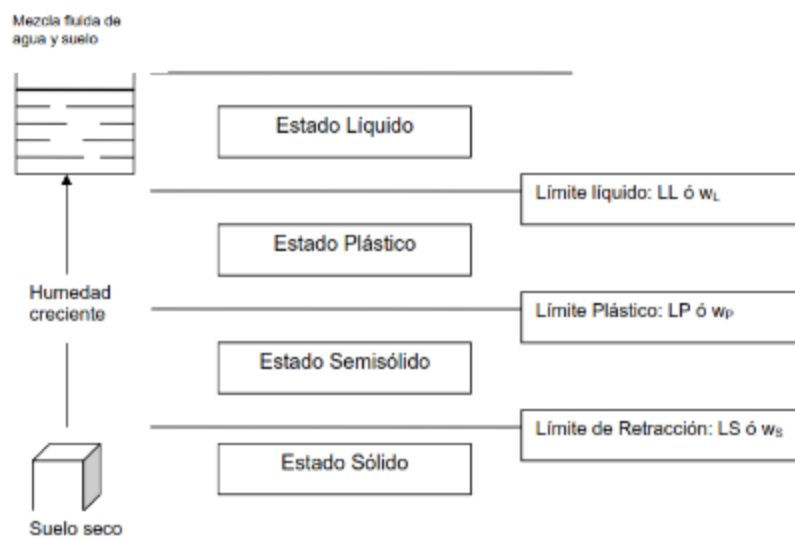 Mezcla fluida de
agua y suelo
Estado Líquido
Límite líquido: LL ó wL
Estado Plástico
Humedad
creciente
Límite Plástico: LP ó wP
Estado Semisólido
Límite de Retracción: LS ó wS
Estado Sólido
Suelo seco